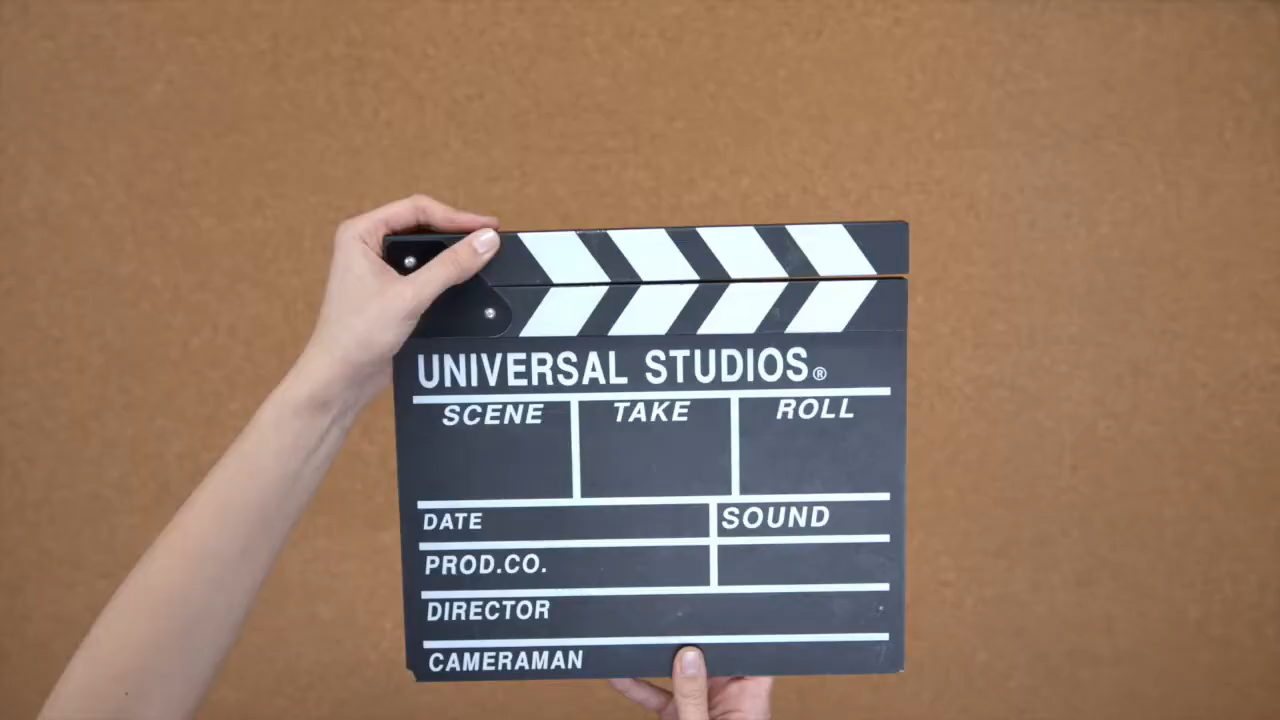 UNIVERSAL STUDIOS®
SCENE TAKE ROLL
DATE SOUND
PROD.CO.
DIRECTOR
CAMERAMAN